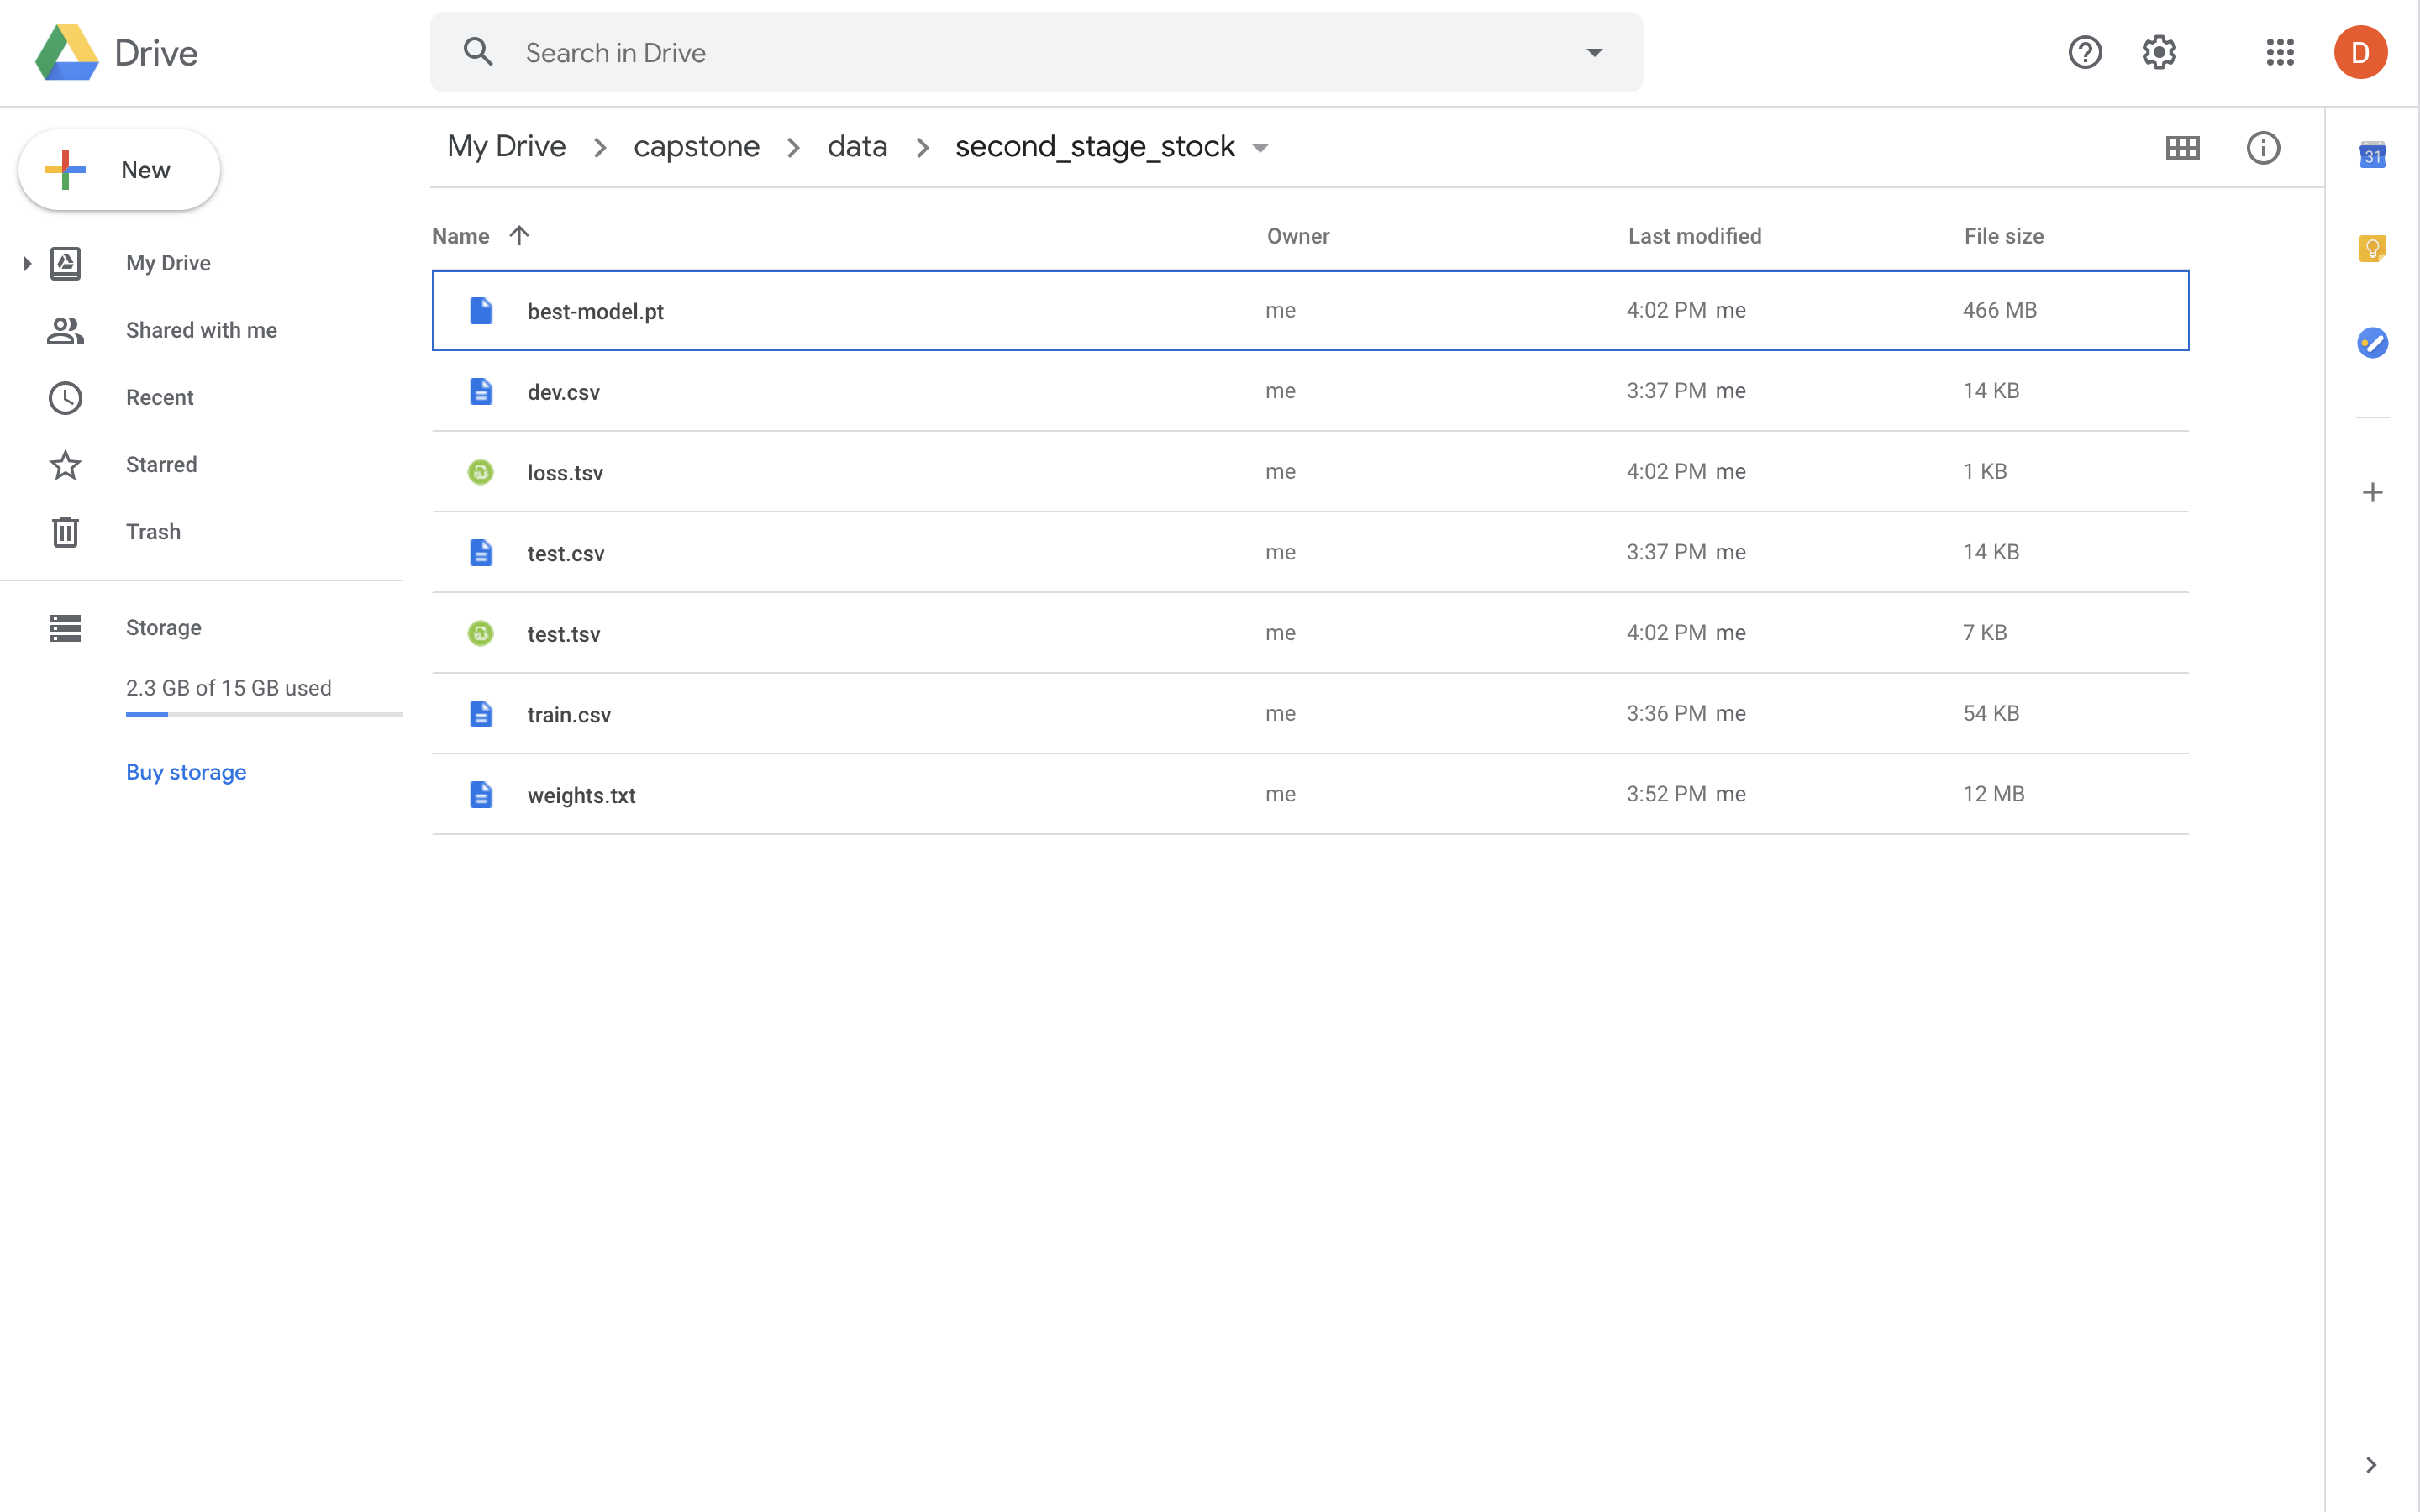 Drive
Search in Drive
D
New
My Drive
Shared with me
Recent
Starred
Trash
Storage
2.3 GB of 15 GB used
Buy storage
My Drive capstone data second_stage_stock
31
Name Owner Last modified File size
best-model.pt me 4:02 PM me 466 MB
dev.csv me 3:37 PM me 14 KB
loss.tsv me 4:02 PM me 1 KB
test.csv me 3:37 PM me 14 KB
test.tsv me 4:02 PM me 7 KB
train.csv me 3:36 PM me 54 KB
weights.txt me 3:52 PM me 12 MB